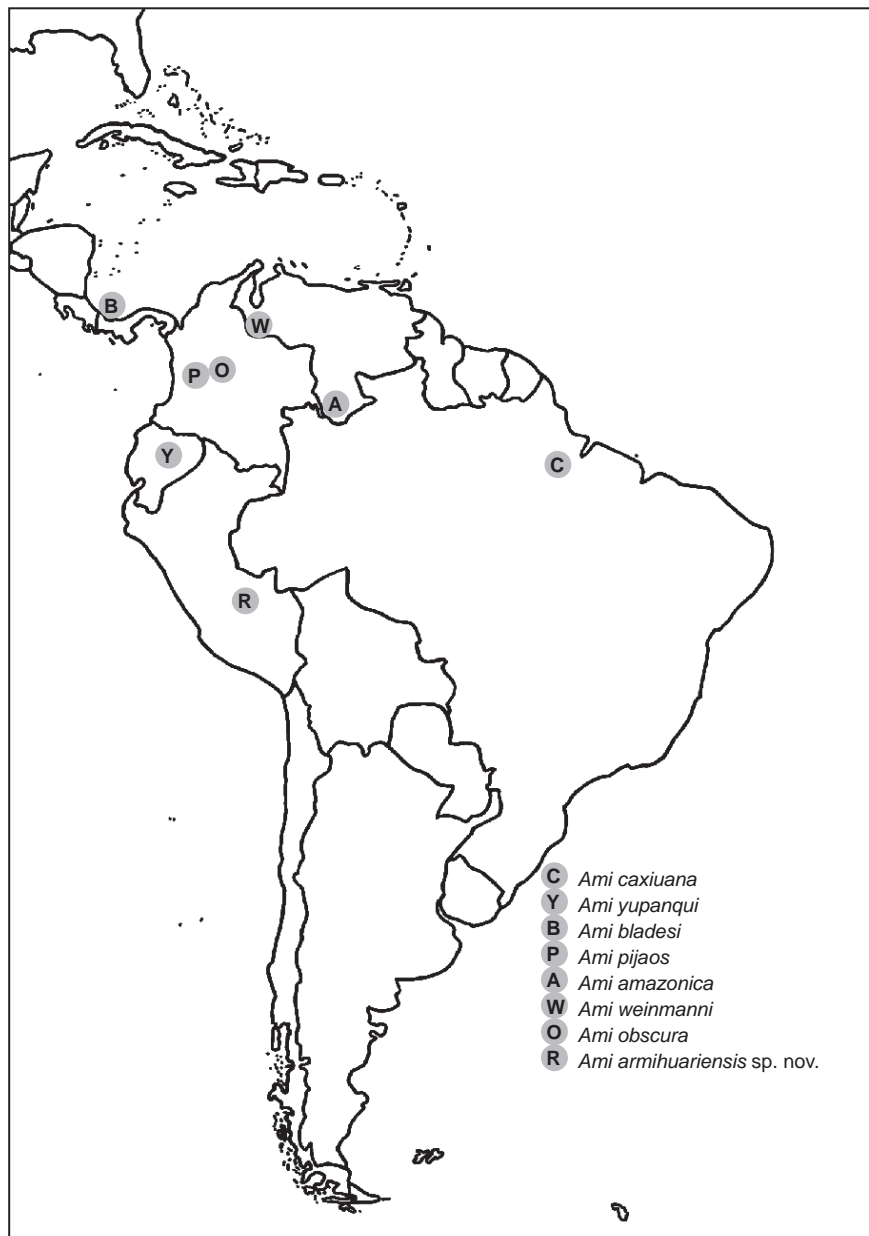 B
W
P O
A
Y
C
R
C Ami caxiuana
Y Ami yupanqui
B Ami bladesi
P Ami pijaos
A Ami amazonica
W Ami weinmanni
O Ami obscura
R Ami armihuariensis sp. nov.